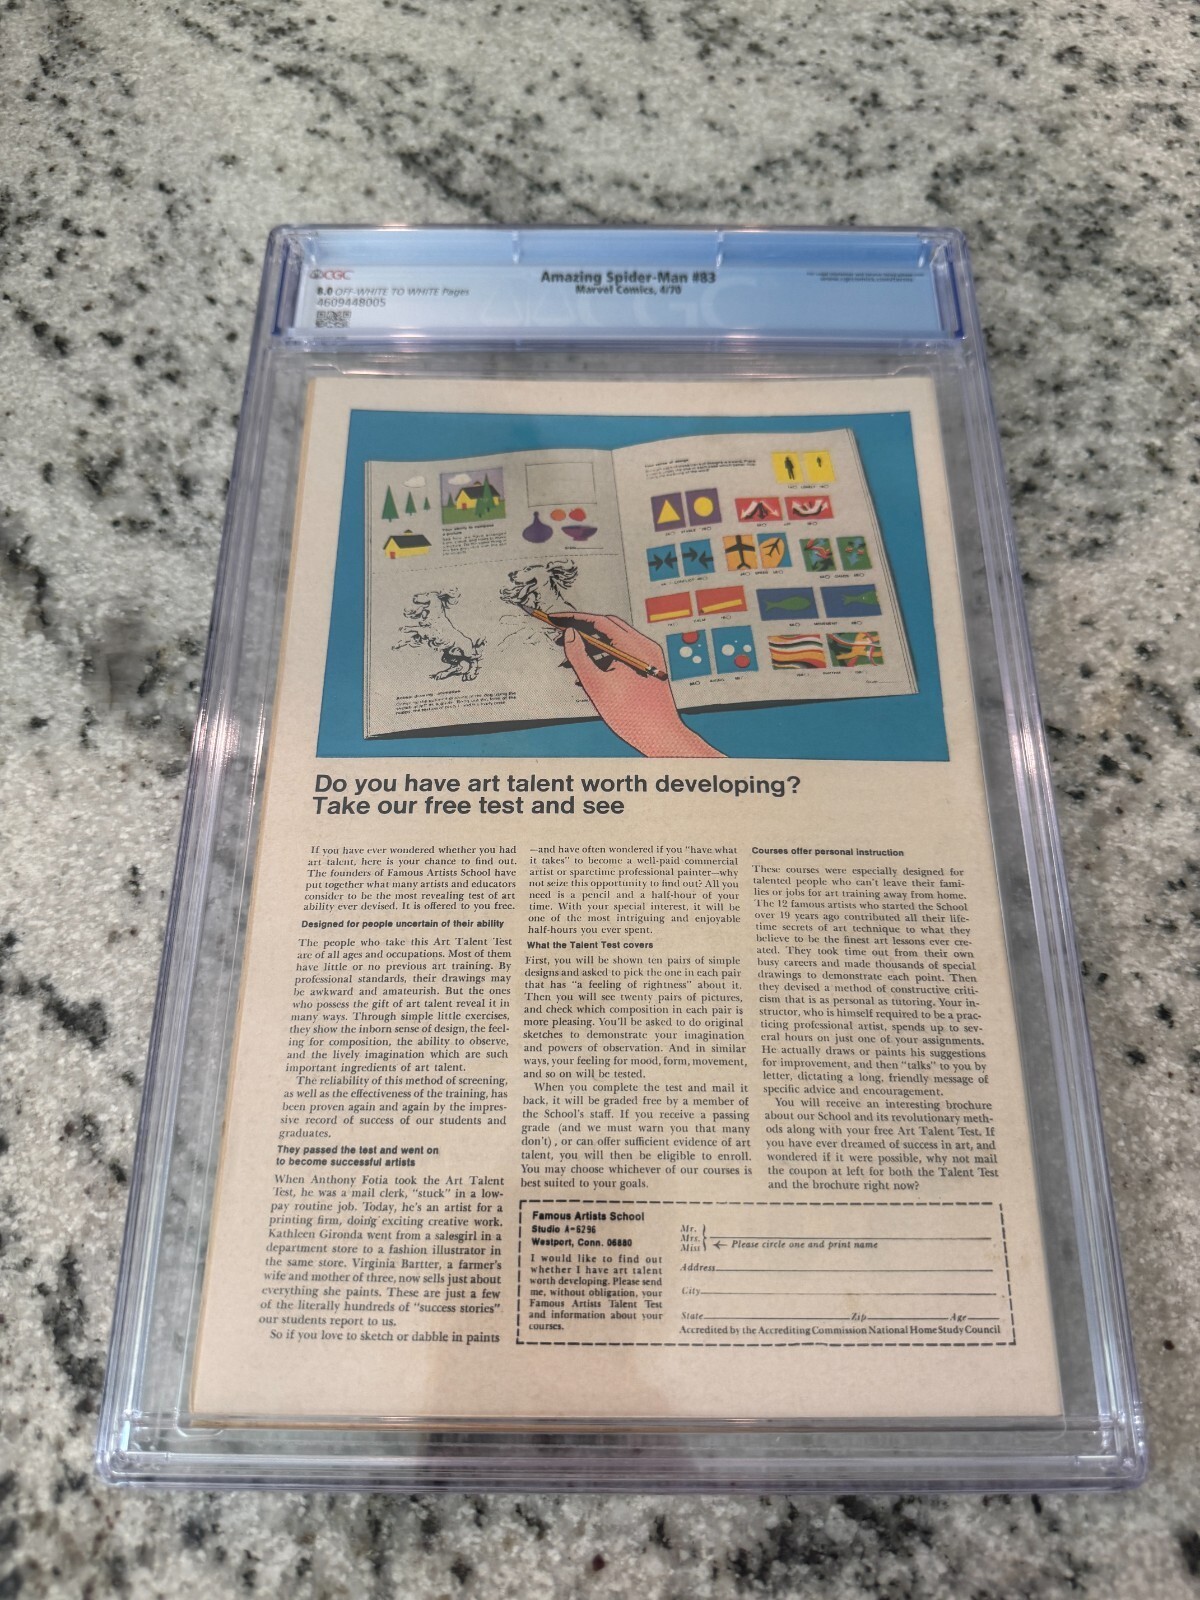 CGC
8.0 OFF-WHITE TO WHITE Pages
4609448005
Amazing Spider-Man #83
Marvel Comics, 4/70
Do you have art talent worth developing?
Take our free test and see
If you have ever wondered whether you had
art talent, here is your chance to find out.
The founders of Famous Artists School have
put together what many artists and educators
consider to be the most revealing test of art
ability ever devised. It is offered to you free.
Designed for people uncertain of their ability
The people who take this Art Talent Test
are of all ages and occupations. Most of them
have little or no previous art training. By
professional standards, their drawings may
be awkward and amateurish. But the ones
who possess the gift of art talent reveal it in
many ways. Through simple little exercises,
they show the inborn sense of design, the feel-
ing for composition, the ability to observe,
and the lively imagination which are such
important ingredients of art talent.
The reliability of this method of screening,
as well as the effectiveness of the training, has
been proven again and again by the impres-
sive record of success of our students and
graduates.
They passed the test and went on
to become successful artists
When Anthony Fotia took the Art Talent
Test, he was a mail clerk, "stuck" in a low-
pay routine job. Today, he's an artist for a
printing firm, doing exciting creative work.
Kathleen Gironda went from a salesgirl in a
department store to a fashion illustrator in
the same store. Virginia Bartter, a farmer's
wife and mother of three, now sells just about
everything she paints. These are just a few
of the literally hundreds of "success stories"
our students report to us.
So if you love to sketch or dabble in paints
—and have often wondered if you "have what
it takes" to become a well-paid commercial
artist or sparetime professional painter—why
not seize this opportunity to find out? All you
need is a pencil and a half-hour of your
time. With your special interest, it will be
one of the most intriguing and enjoyable
half-hours you ever spent.
What the Talent Test covers
First, you will be shown ten pairs of simple
designs and asked to pick the one in each pair
that has "a feeling of rightness" about it.
Then you will see twenty pairs of pictures,
and check which composition in each pair is
more pleasing. You'll be asked to do original
sketches to demonstrate your imagination
and powers of observation. And in similar
ways, your feeling for mood, form, movement,
and so on will be tested.
When you complete the test and mail it
back, it will be graded free by a member of
the School's staff. If you receive a passing
grade (and we must warn you that many
don't), or can offer sufficient evidence of art
talent, you will then be eligible to enroll.
You may choose whichever of our courses is
best suited to your goals.
Courses offer personal instruction
These courses were especially designed for
talented people who can't leave their fami-
lies or jobs for art training away from home.
The 12 famous artists who started the School
over 19 years ago contributed all their life-
time secrets of art technique to what they
believe to be the finest art lessons ever cre-
ated. They took time out from their own
busy careers and made thousands of special
drawings to demonstrate each point. Then
they devised a method of constructive criti-
cism that is as personal as tutoring. Your in-
structor, who is himself required to be a prac-
ticing professional artist, spends up to sev-
eral hours on just one of your assignments.
He actually draws or paints his suggestions
for improvement, and then "talks" to you by
letter, dictating a long, friendly message of
specific advice and encouragement.
You will receive an interesting brochure
about our School and its revolutionary meth-
ods along with your free Art Talent Test. If
you have ever dreamed of success in art, and
wondered if it were possible, why not mail
the coupon at left for both the Talent Test
and the brochure right now?
Famous Artists School
Studio A-6296
Westport, Conn. 06880
I would like to find out
whether I have art talent
worth developing. Please send
me, without obligation, your
Famous Artists Talent Test
and information about your
courses.
Mr.
Mrs.
Miss ← Please circle one and print name
Address
City
State Zip Age
Accredited by the Accrediting Commission National Home Study Council